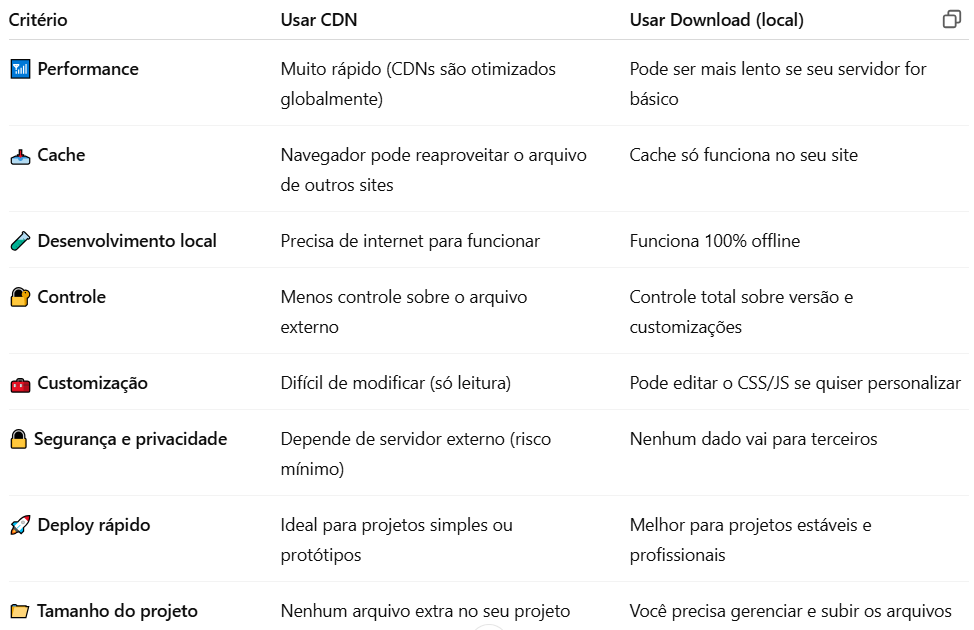 Critério Usar CDN Usar Download (local)
Performance Muito rápido (CDNs são otimizados Pode ser mais lento se seu servidor for
globalmente) básico
Cache Navegador pode reaproveitar o arquivo Cache só funciona no seu site
de outros sites
Desenvolvimento local Precisa de internet para funcionar Funciona 100% offline
Controle Menos controle sobre o arquivo Controle total sobre versão e
externo customizações
Customização Difícil de modificar (só leitura) Pode editar o CSS/JS se quiser personalizar
Segurança e privacidade Depende de servidor externo (risco Nenhum dado vai para terceiros
mínimo)
Deploy rápido Ideal para projetos simples ou Melhor para projetos estáveis e
protótipos profissionais
Tamanho do projeto Nenhum arquivo extra no seu projeto Você precisa gerenciar e subir os arquivos